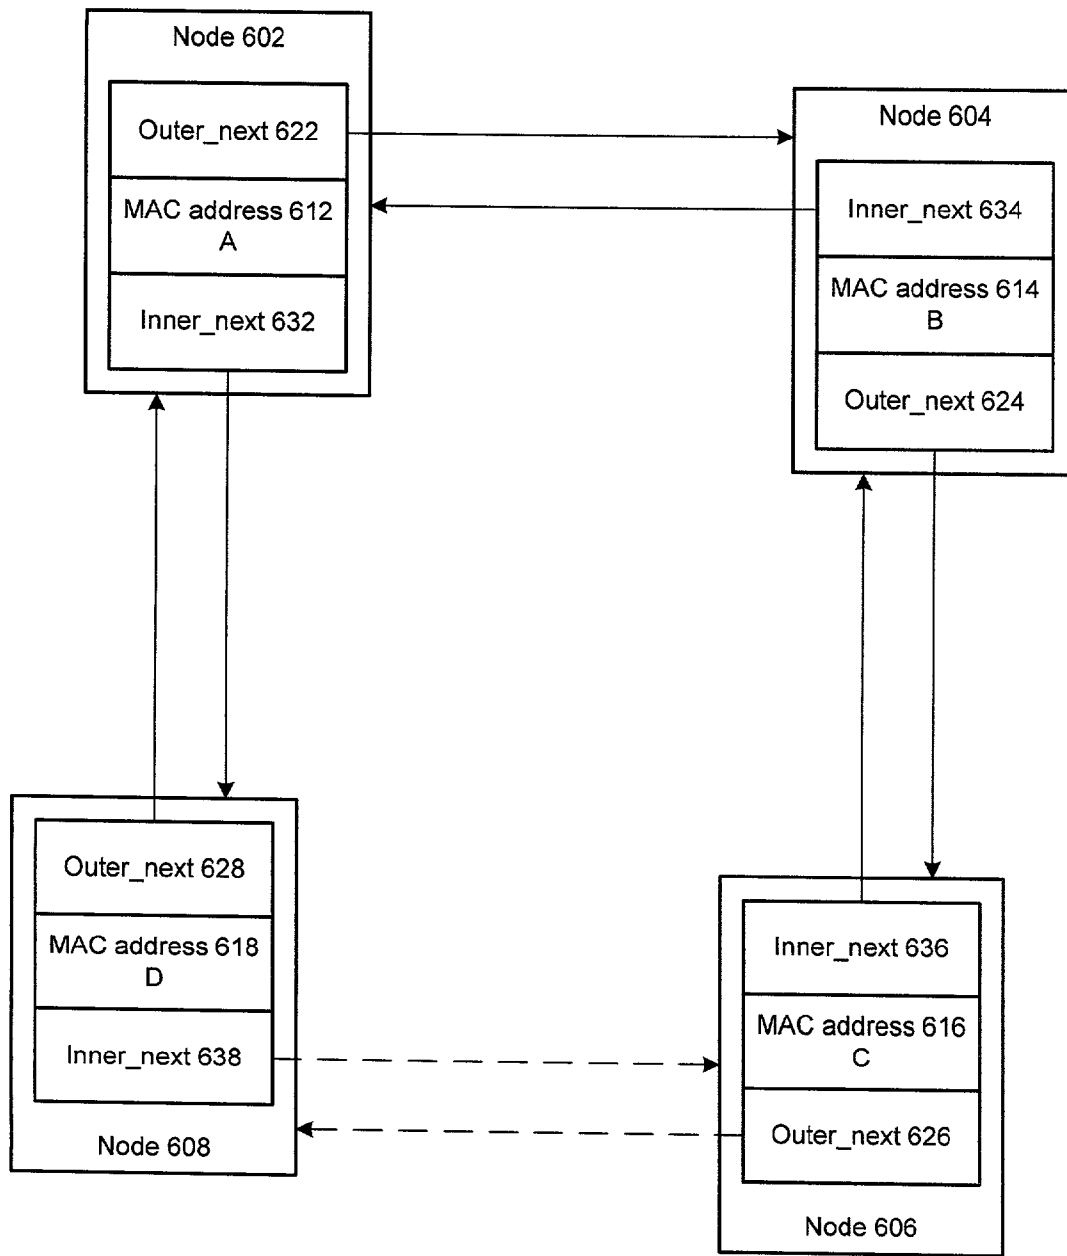 Node 602
Outer_next 622
MAC address 612
A
Inner_next 632
Node 604
Inner_next 634
MAC address 614
B
Outer_next 624
Outer_next 628
MAC address 618
D
Inner_next 638
Node 608
Inner_next 636
MAC address 616
C
Outer_next 626
Node 606